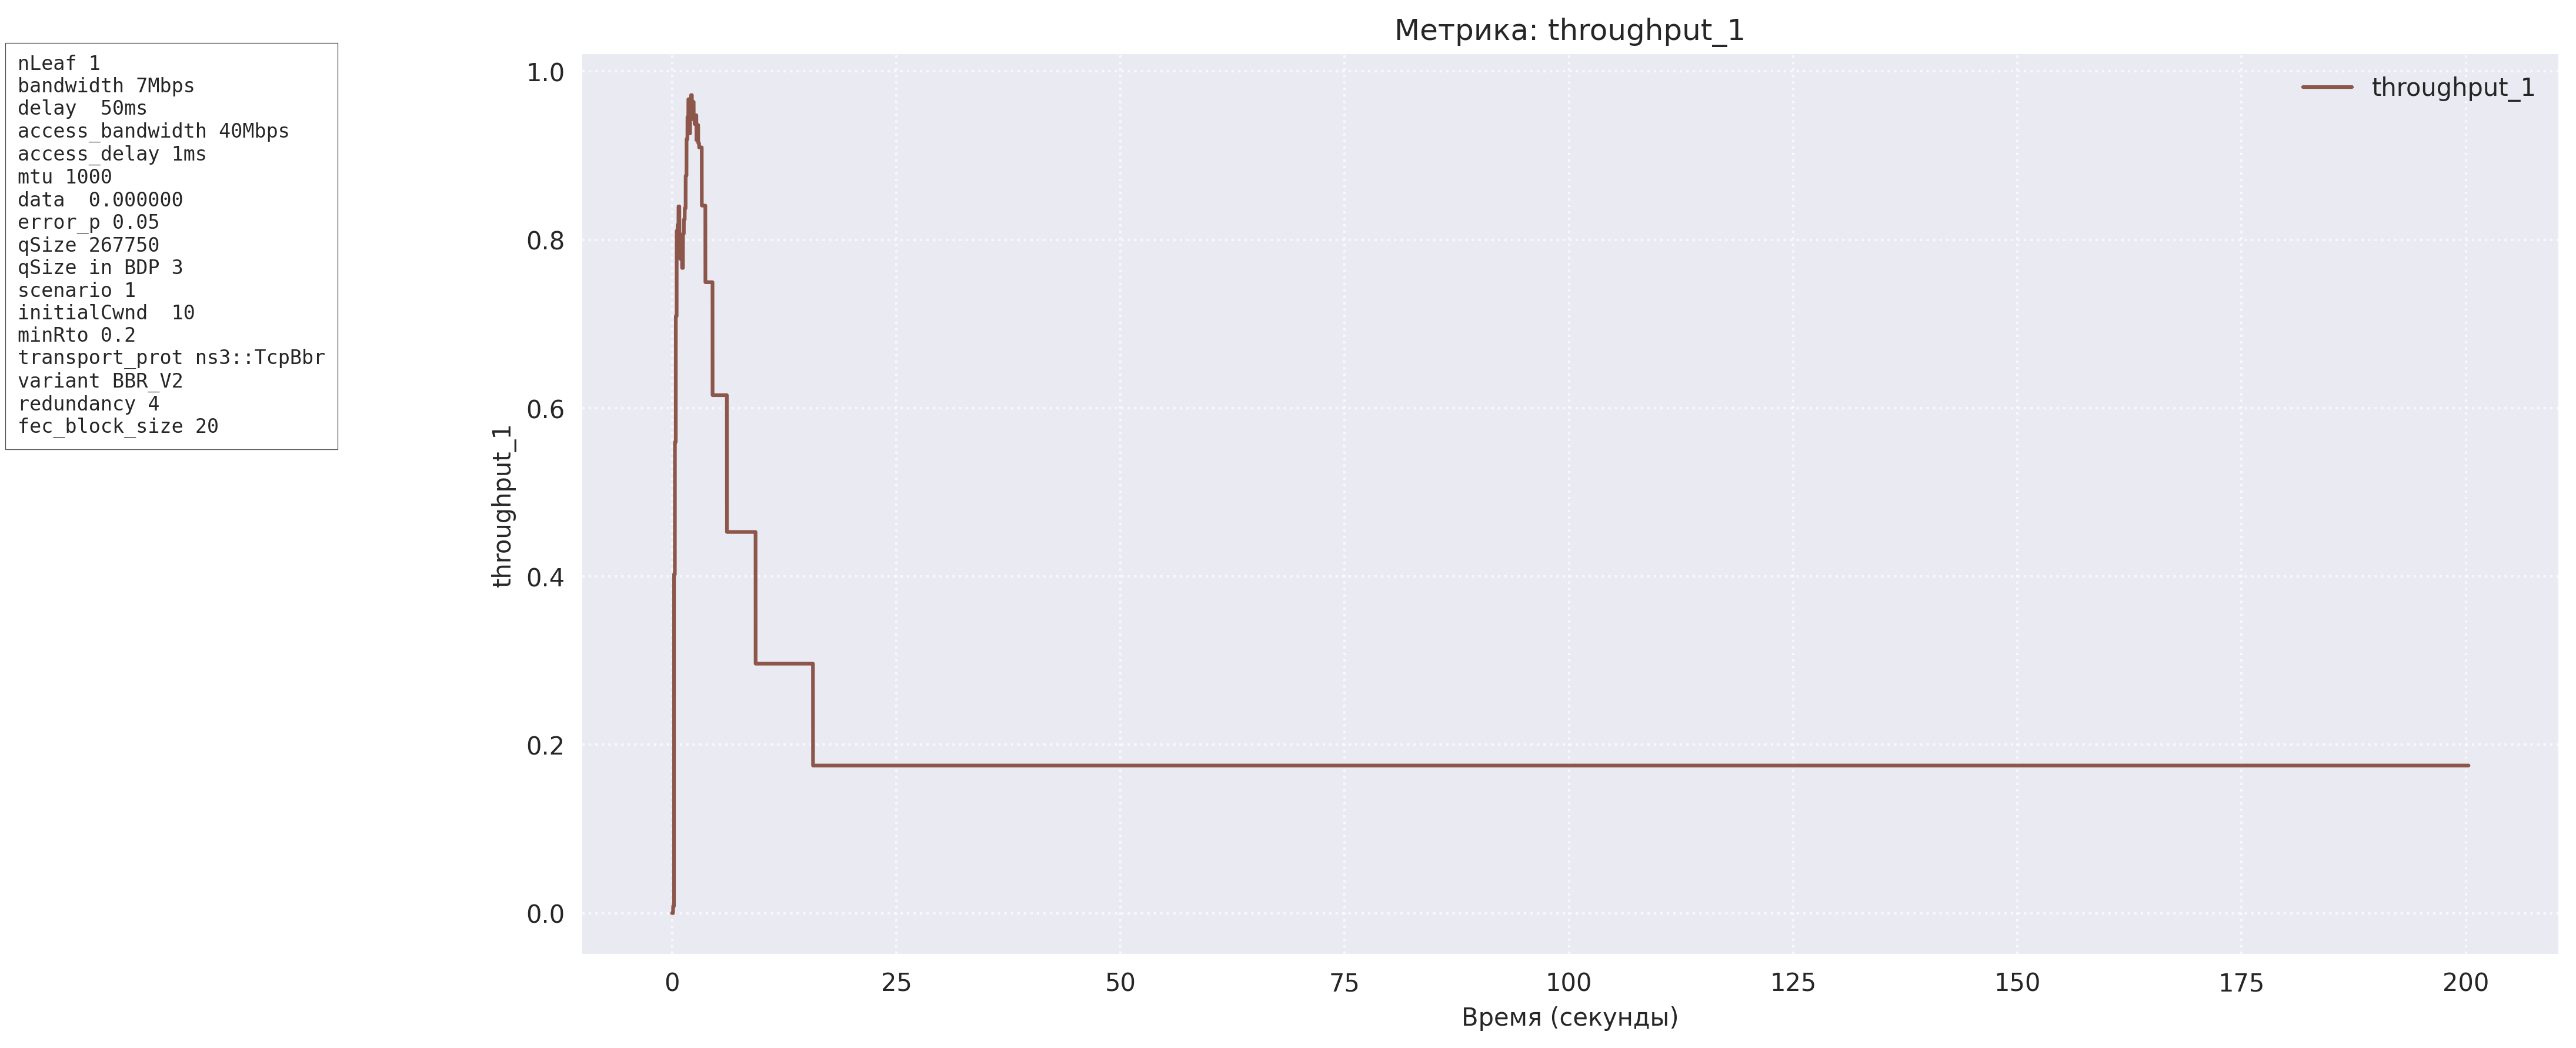 Метрика: throughput_1
nLeaf 1
bandwidth 7Mbps
delay  50ms
access_bandwidth 40Mbps
access_delay 1ms
mtu 1000
data  0.000000
error_p 0.05
qSize 267750
qSize in BDP 3
scenario 1
initialCwnd  10
minRto 0.2
transport_prot ns3::TcpBbr
variant BBR_V2
redundancy 4
fec_block_size 20
throughput_1
throughput_1
1.0
0.8
0.6
0.4
0.2
0.0
0 25 50 75 100 125 150 175 200
Время (секунды)